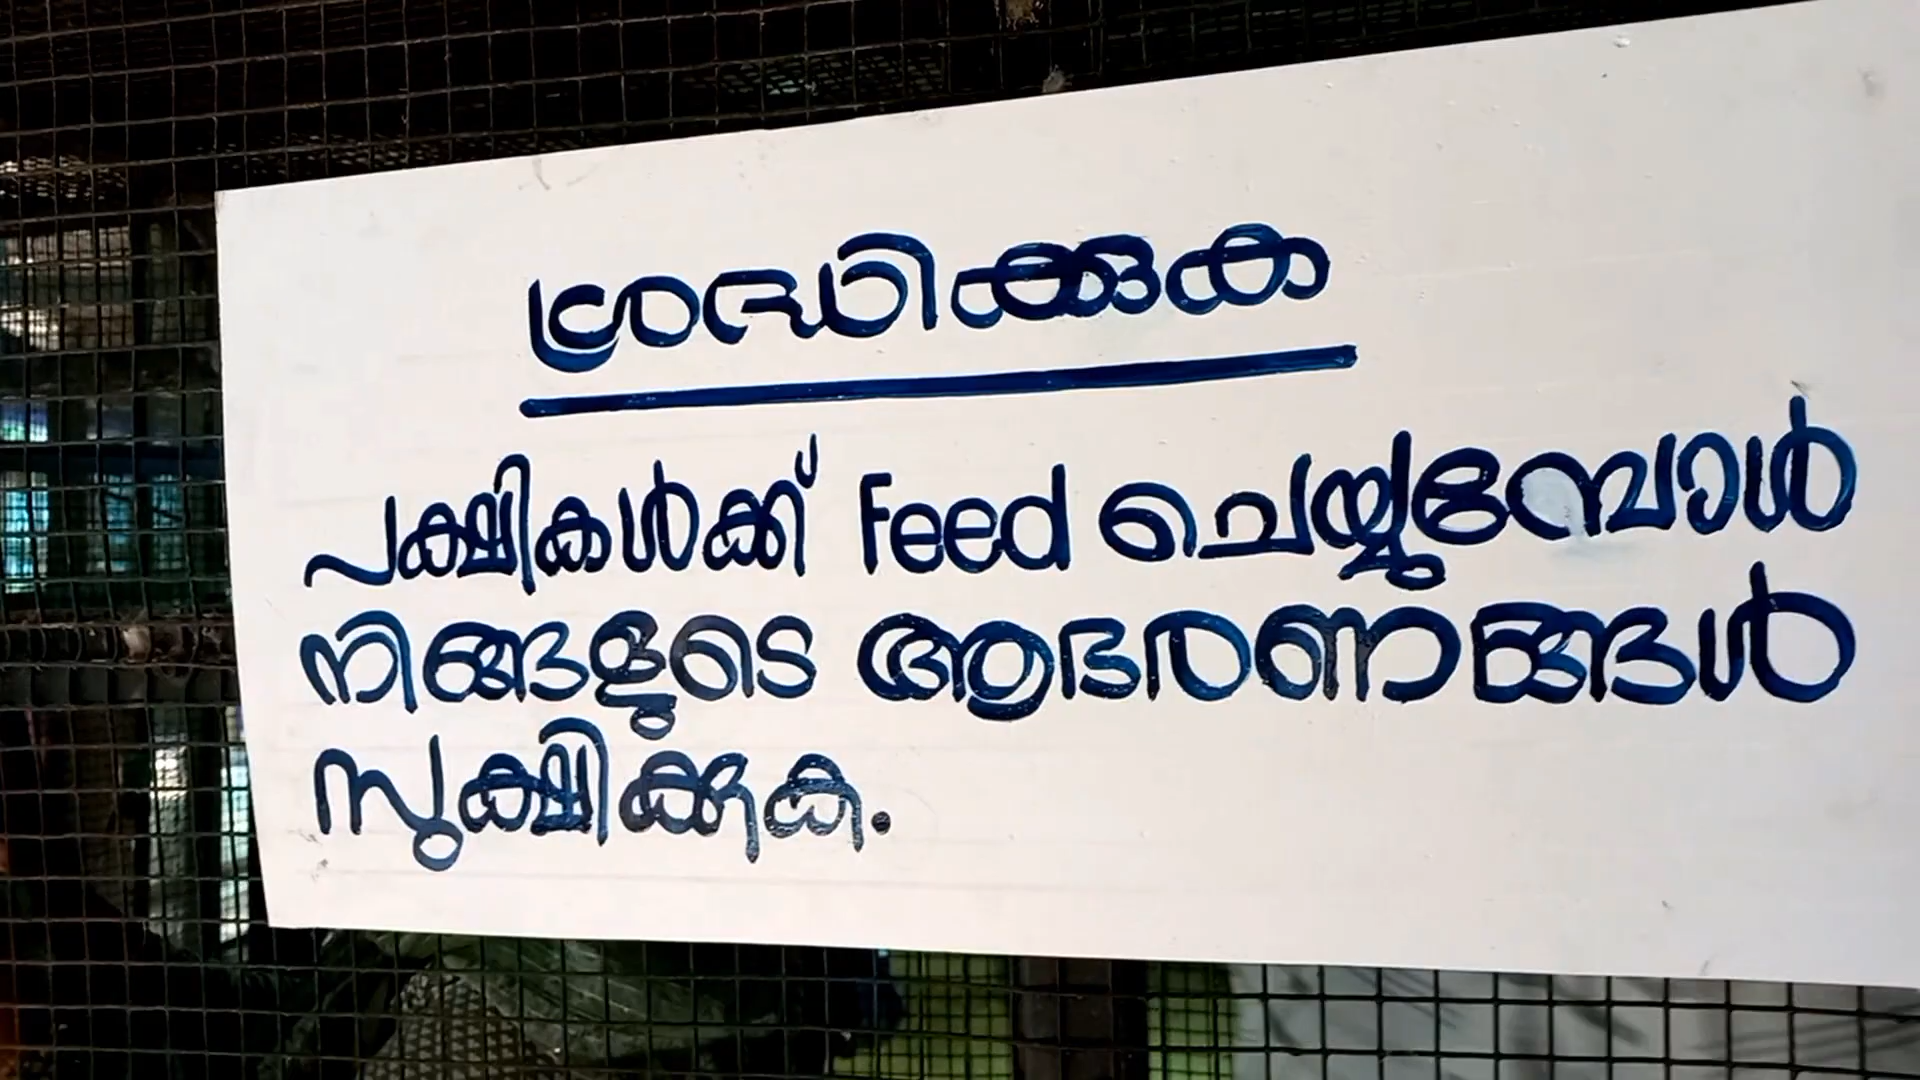 ശ്രദ്ധിക്കുക
പക്ഷികൾക്ക് Feed ചെയ്യുമ്പോൾ
നിങ്ങളുടെ ആഭരണങ്ങൾ
സുക്ഷിക്കുക.